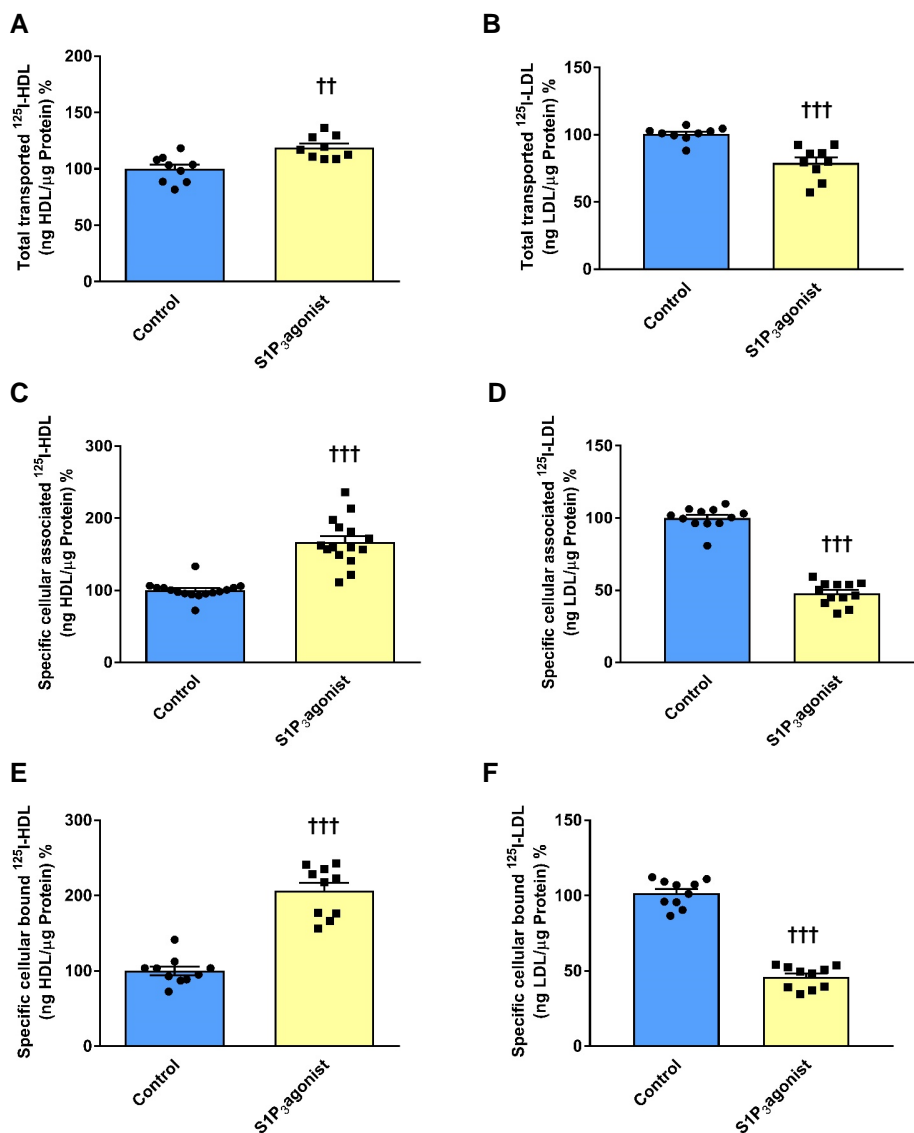 A
Total transported ¹²⁵I-HDL
(ng HDL/μg Protein) %
200
150
100
50
0
††
Control
S1P₃agonist
B
Total transported ¹²⁵I-LDL
(ng LDL/μg Protein) %
150
100
50
0
†††
Control
S1P₃agonist
C
Specific cellular associated ¹²⁵I-HDL
(ng HDL/μg Protein) %
300
200
100
0
†††
Control
S1P₃agonist
D
Specific cellular associated ¹²⁵I-LDL
(ng LDL/μg Protein) %
150
100
50
0
†††
Control
S1P₃agonist
E
Specific cellular bound ¹²⁵I-HDL
(ng HDL/μg Protein) %
300
200
100
0
†††
Control
S1P₃agonist
F
Specific cellular bound ¹²⁵I-LDL
(ng LDL/μg Protein) %
150
100
50
0
†††
Control
S1P₃agonist